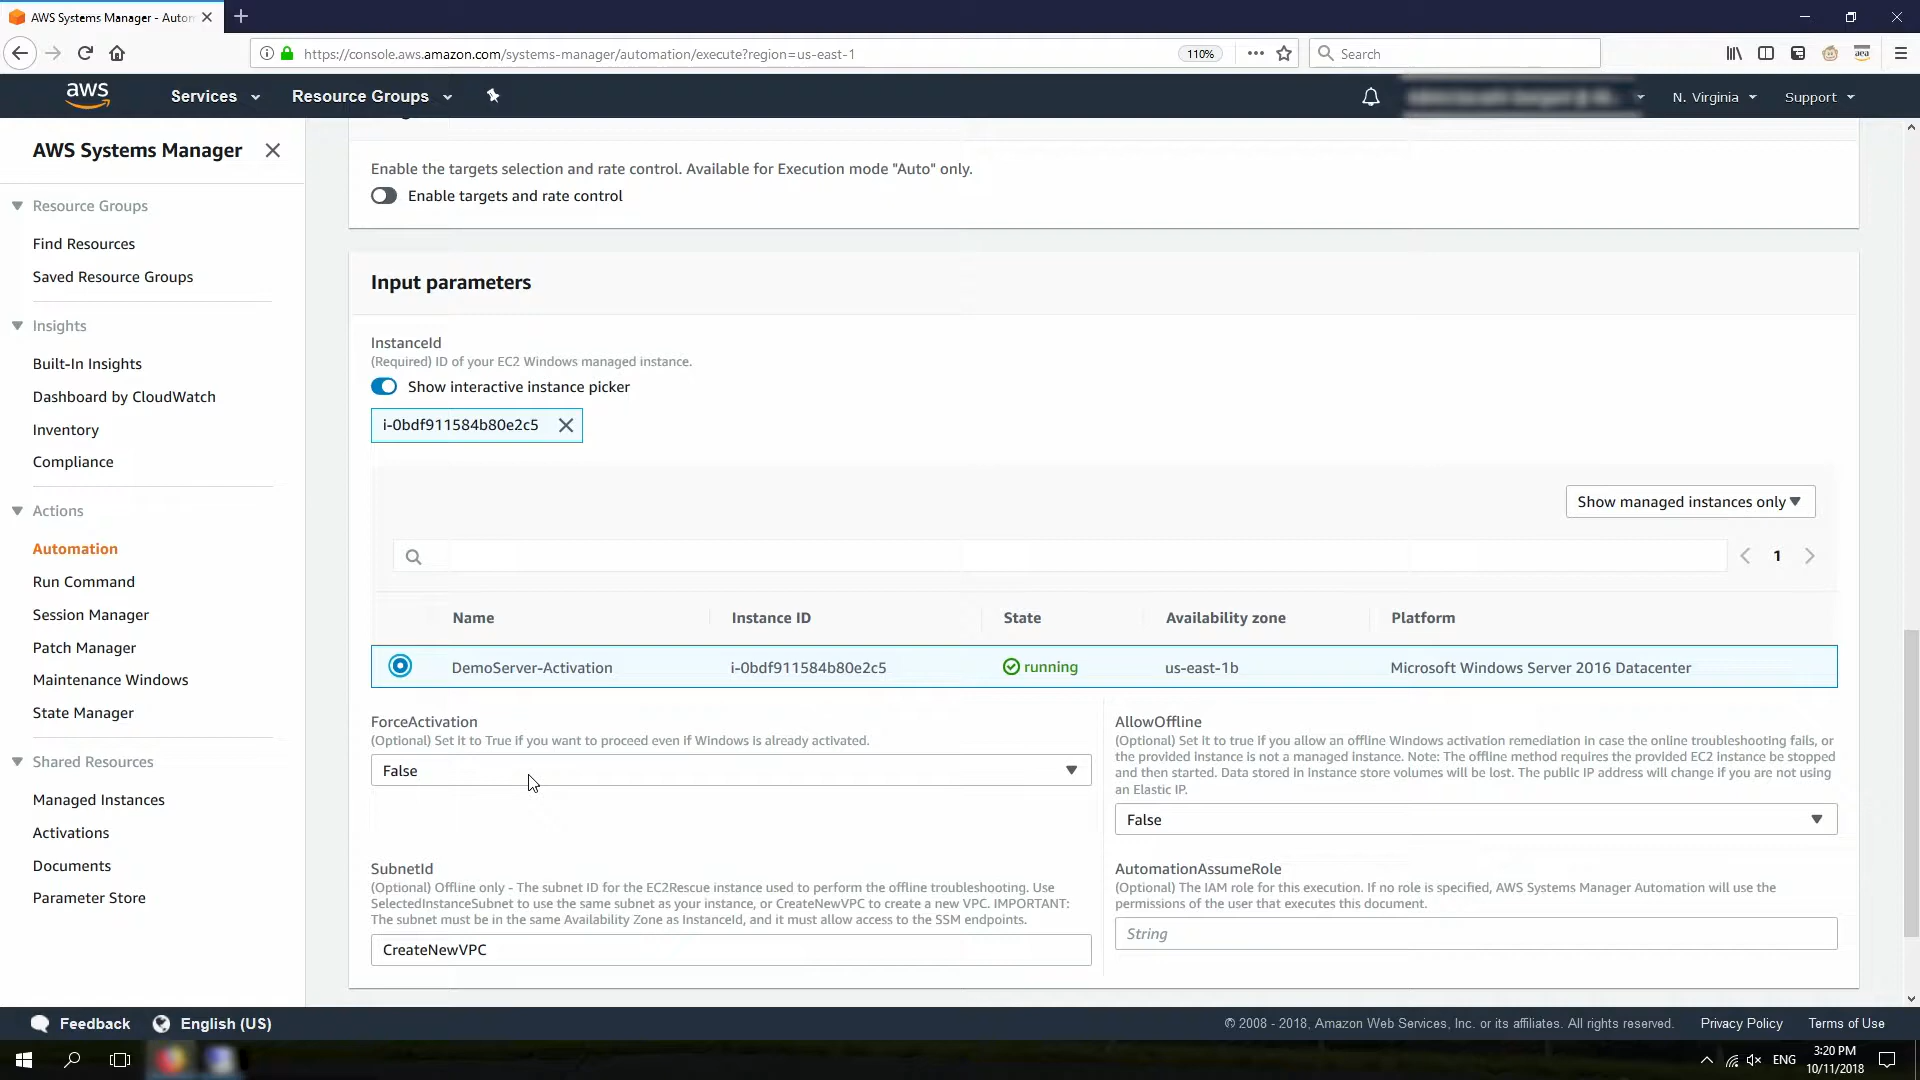 AWS Systems Manager - Autom
https://console.aws.amazon.com/systems-manager/automation/execute?region=us-east-1
110%
Search
aws
Services
Resource Groups
N. Virginia
Support
AWS Systems Manager
Resource Groups
Find Resources
Saved Resource Groups
Insights
Built-In Insights
Dashboard by CloudWatch
Inventory
Compliance
Actions
Automation
Run Command
Session Manager
Patch Manager
Maintenance Windows
State Manager
Shared Resources
Managed Instances
Activations
Documents
Parameter Store
Enable the targets selection and rate control. Available for Execution mode "Auto" only.
Enable targets and rate control
Input parameters
InstanceId
(Required) ID of your EC2 Windows managed instance.
Show interactive instance picker
i-0bdf911584b80e2c5
Show managed instances only
1
Name Instance ID State Availability zone Platform
DemoServer-Activation i-0bdf911584b80e2c5 running us-east-1b Microsoft Windows Server 2016 Datacenter
ForceActivation
(Optional) Set it to True if you want to proceed even if Windows is already activated.
False
AllowOffline
(Optional) Set it to true if you allow an offline Windows activation remediation in case the online troubleshooting fails, or
the provided instance is not a managed instance. Note: The offline method requires the provided EC2 instance be stopped
and then started. Data stored in instance store volumes will be lost. The public IP address will change if you are not using
an Elastic IP.
False
SubnetId
(Optional) Offline only - The subnet ID for the EC2Rescue instance used to perform the offline troubleshooting. Use
SelectedInstanceSubnet to use the same subnet as your instance, or CreateNewVPC to create a new VPC. IMPORTANT:
The subnet must be in the same Availability Zone as InstanceId, and it must allow access to the SSM endpoints.
CreateNewVPC
AutomationAssumeRole
(Optional) The IAM role for this execution. If no role is specified, AWS Systems Manager Automation will use the
permissions of the user that executes this document.
String
Feedback
English (US)
© 2008 - 2018, Amazon Web Services, Inc. or its affiliates. All rights reserved.
Privacy Policy
Terms of Use
ENG
3:20 PM
10/11/2018